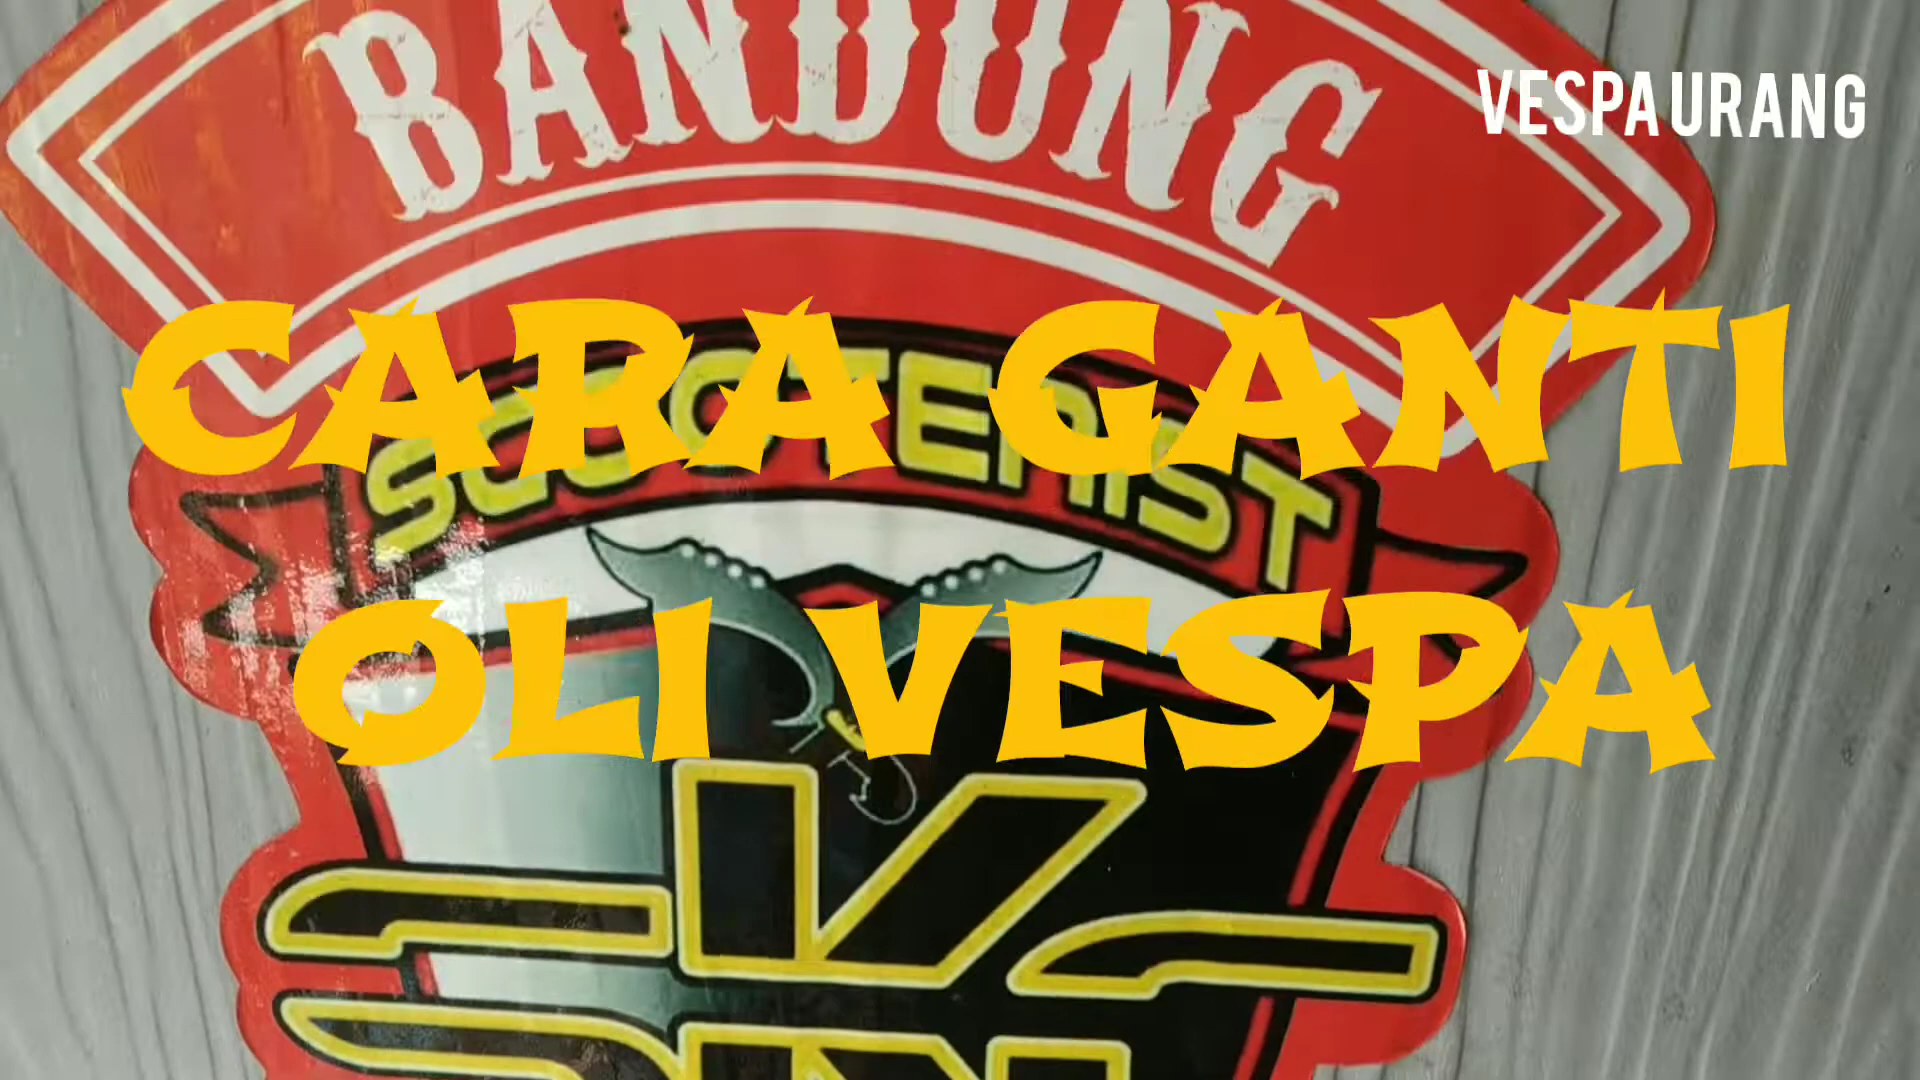 BANDUNG
VESPA URANG
CARA GANTI
SCOOTERIST
OLI VESPA
V